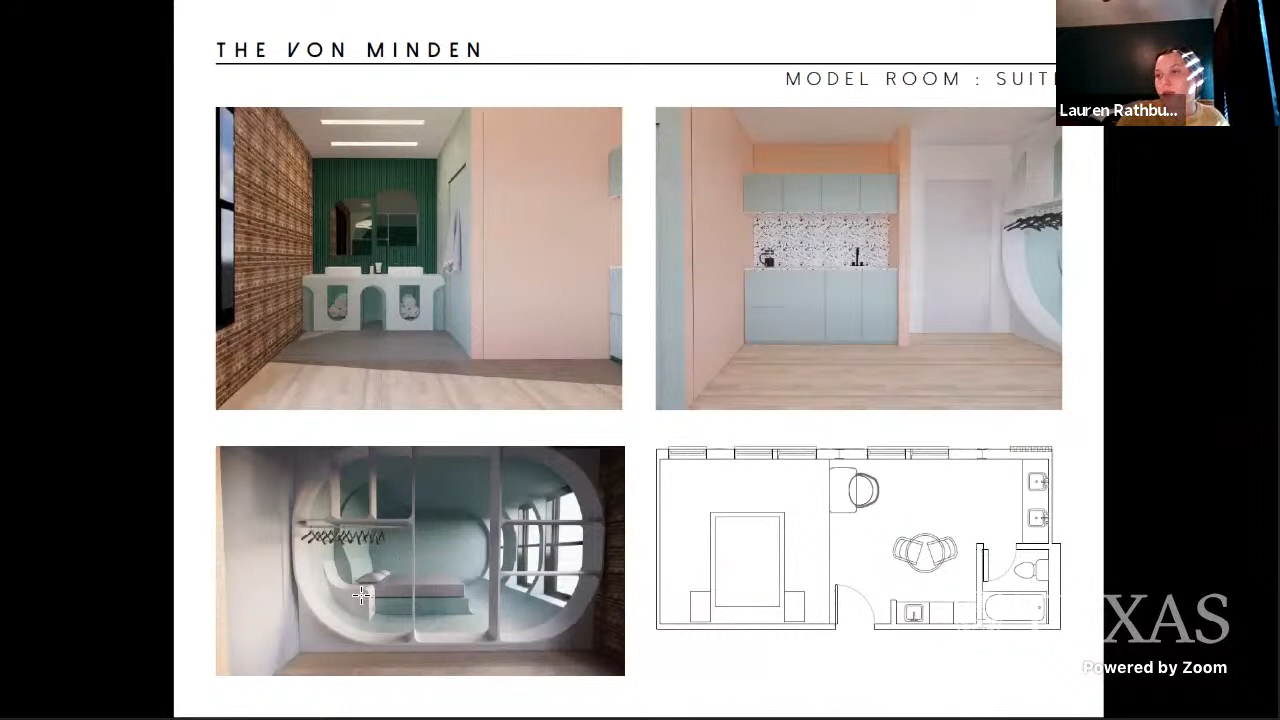 THE VON MINDEN
MODEL ROOM : SUIT
Lauren Rathbu...
XAS
Powered by Zoom